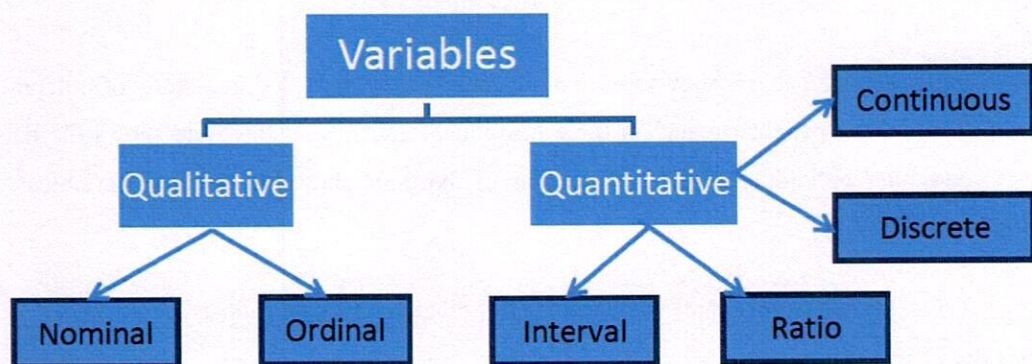 Variables
Continuous
Qualitative
Quantitative
Discrete
Nominal
Ordinal
Interval
Ratio